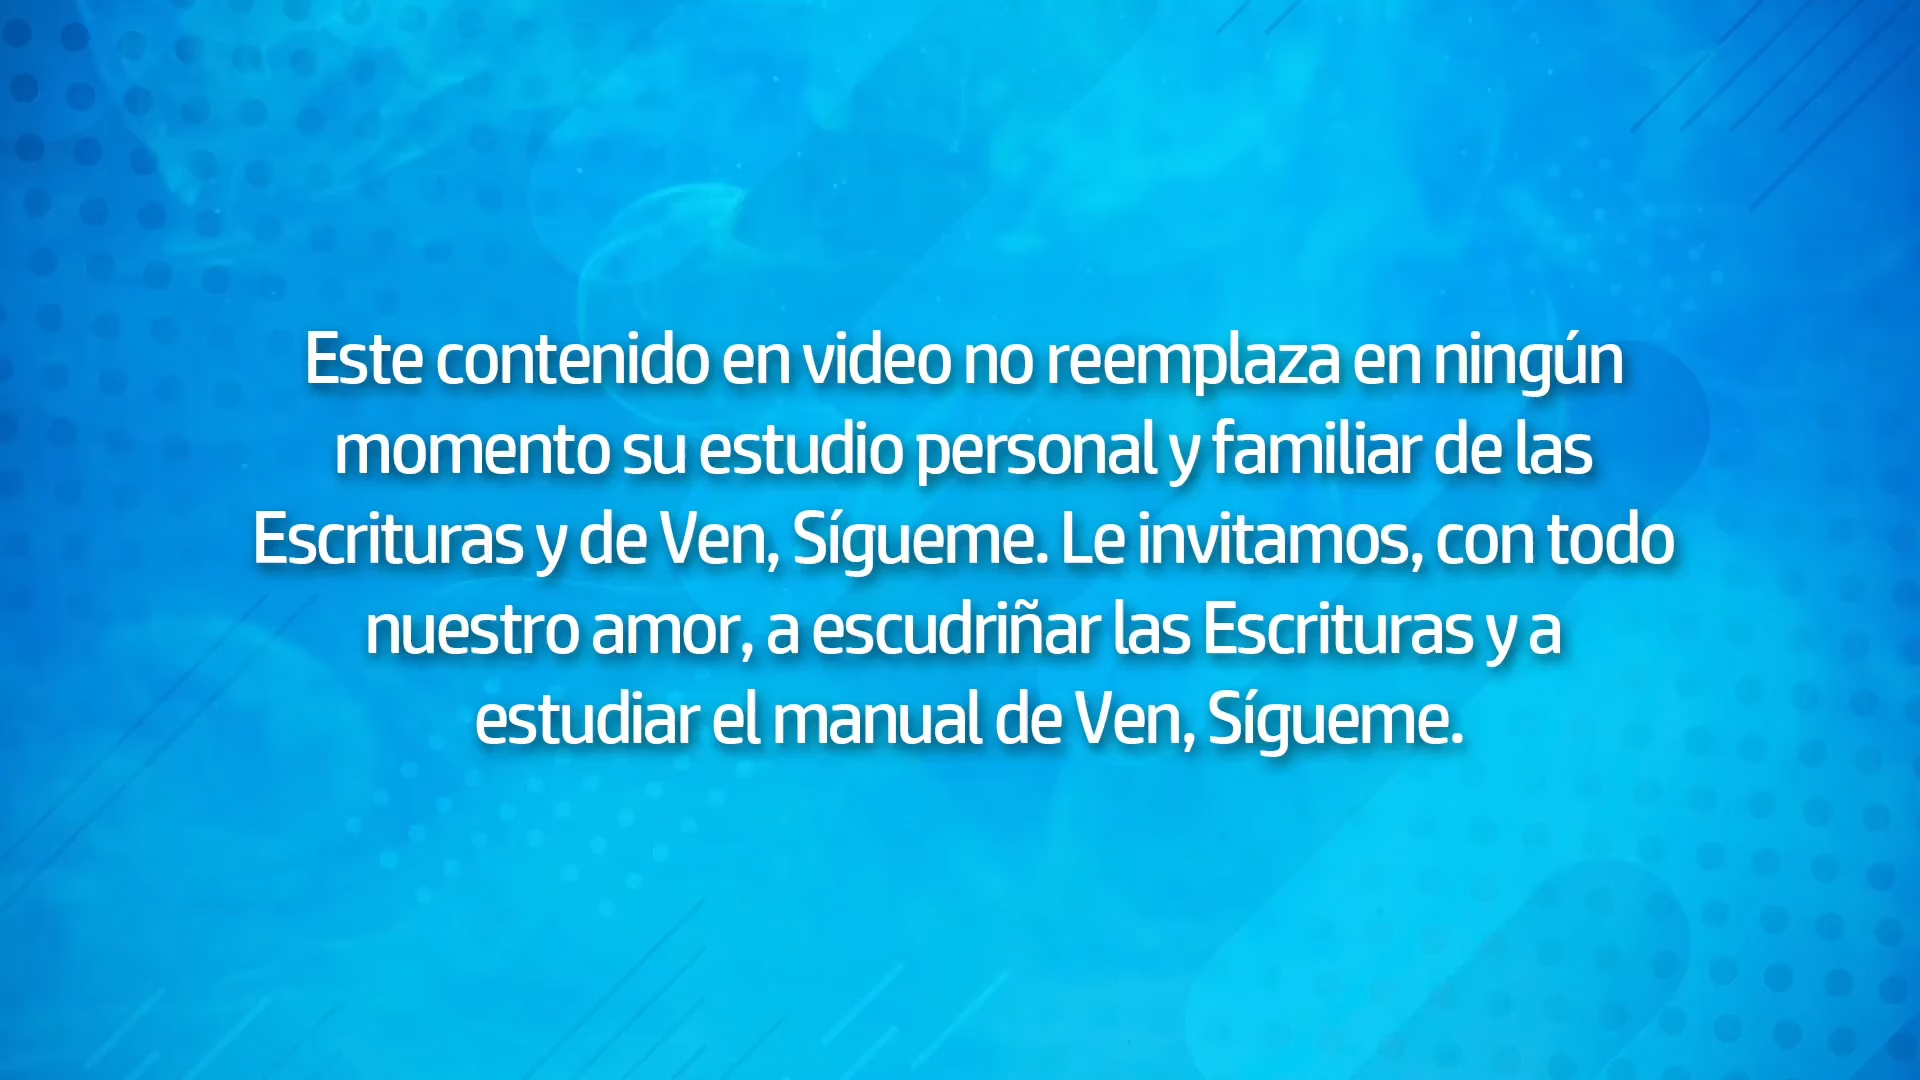 Este contenido en video no reemplaza en ningún
momento su estudio personal y familiar de las
Escrituras y de Ven, Sígueme. Le invitamos, con todo
nuestro amor, a escudriñar las Escrituras y a
estudiar el manual de Ven, Sígueme.